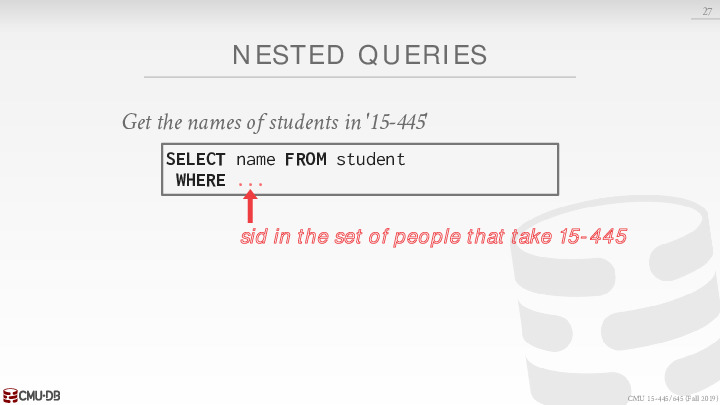 27
NESTED QUERIES
Get the names of students in '15-445'
SELECT name FROM student
WHERE ...
sid in the set of people that take 15-445
CMU·DB
CMU 15-445/645 (Fall 2019)